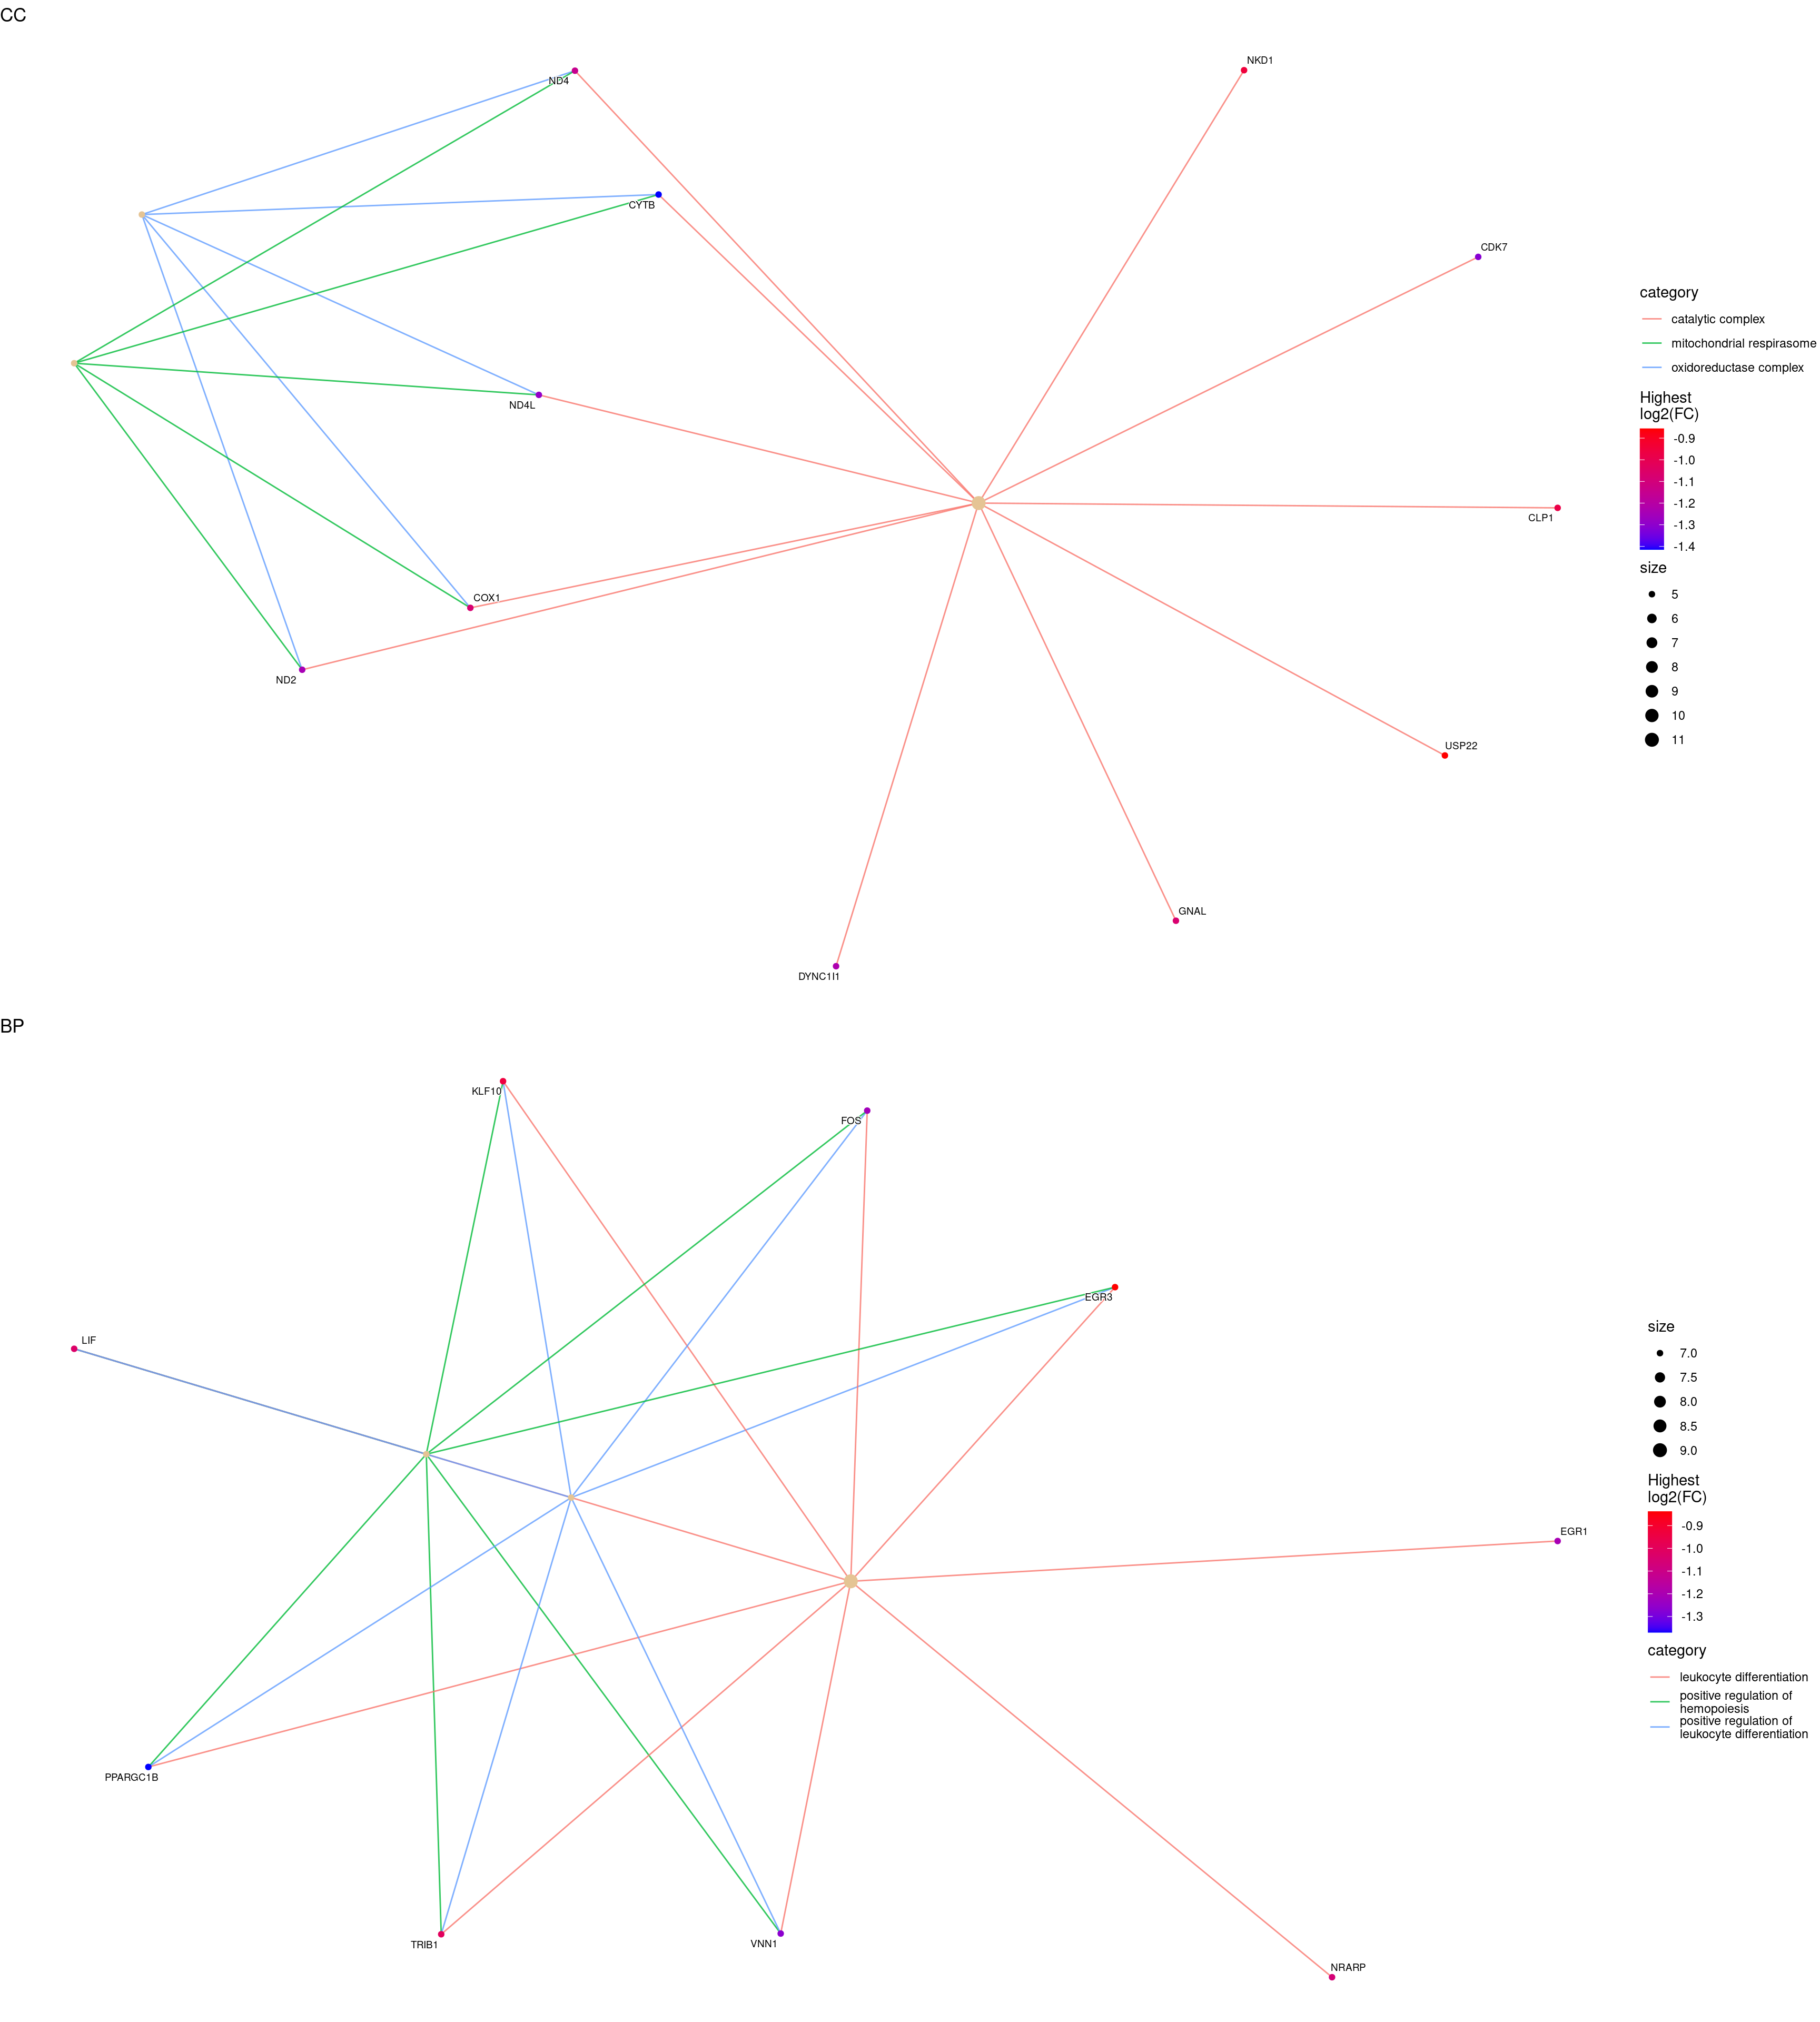 CC
NKD1
ND4
CYTB
CDK7
category
catalytic complex
mitochondrial respirasome
oxidoreductase complex
Highest
log2(FC)
-0.9
-1.0
-1.1
-1.2
-1.3
-1.4
ND4L
CLP1
size
5
6
7
8
9
10
11
COX1
ND2
USP22
GNAL
DYNC1I1
BP
KLF10
FOS
EGR3
LIF
size
7.0
7.5
8.0
8.5
9.0
Highest
log2(FC)
-0.9
-1.0
-1.1
-1.2
-1.3
EGR1
category
leukocyte differentiation
positive regulation of
hemopoiesis
positive regulation of
leukocyte differentiation
PPARGC1B
TRIB1
VNN1
NRARP